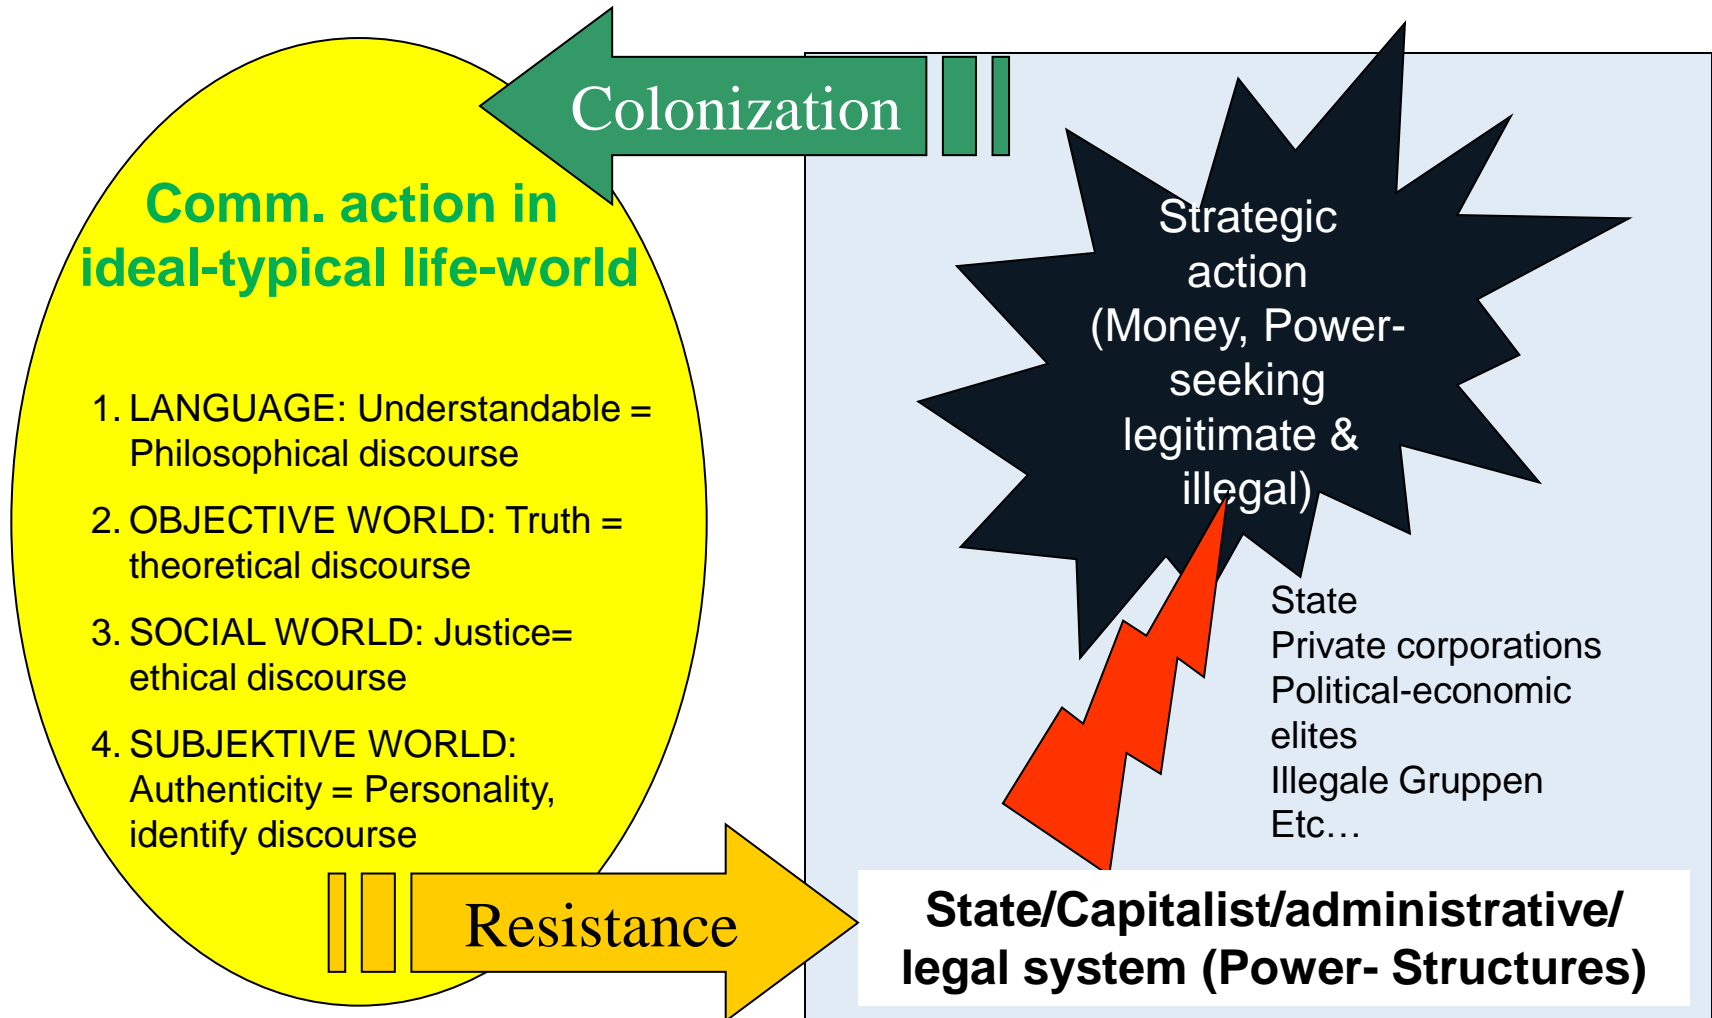 Colonization
Comm. action in
ideal-typical life-world
1. LANGUAGE: Understandable =
Philosophical discourse
2. OBJECTIVE WORLD: Truth =
theoretical discourse
3. SOCIAL WORLD: Justice=
ethical discourse
4. SUBJEKTIVE WORLD:
Authenticity = Personality,
identify discourse
Resistance
Strategic
action
(Money, Power-
seeking
legitimate &
illegal)
State
Private corporations
Political-economic
elites
Illegale Gruppen
Etc…
State/Capitalist/administrative/
legal system (Power- Structures)